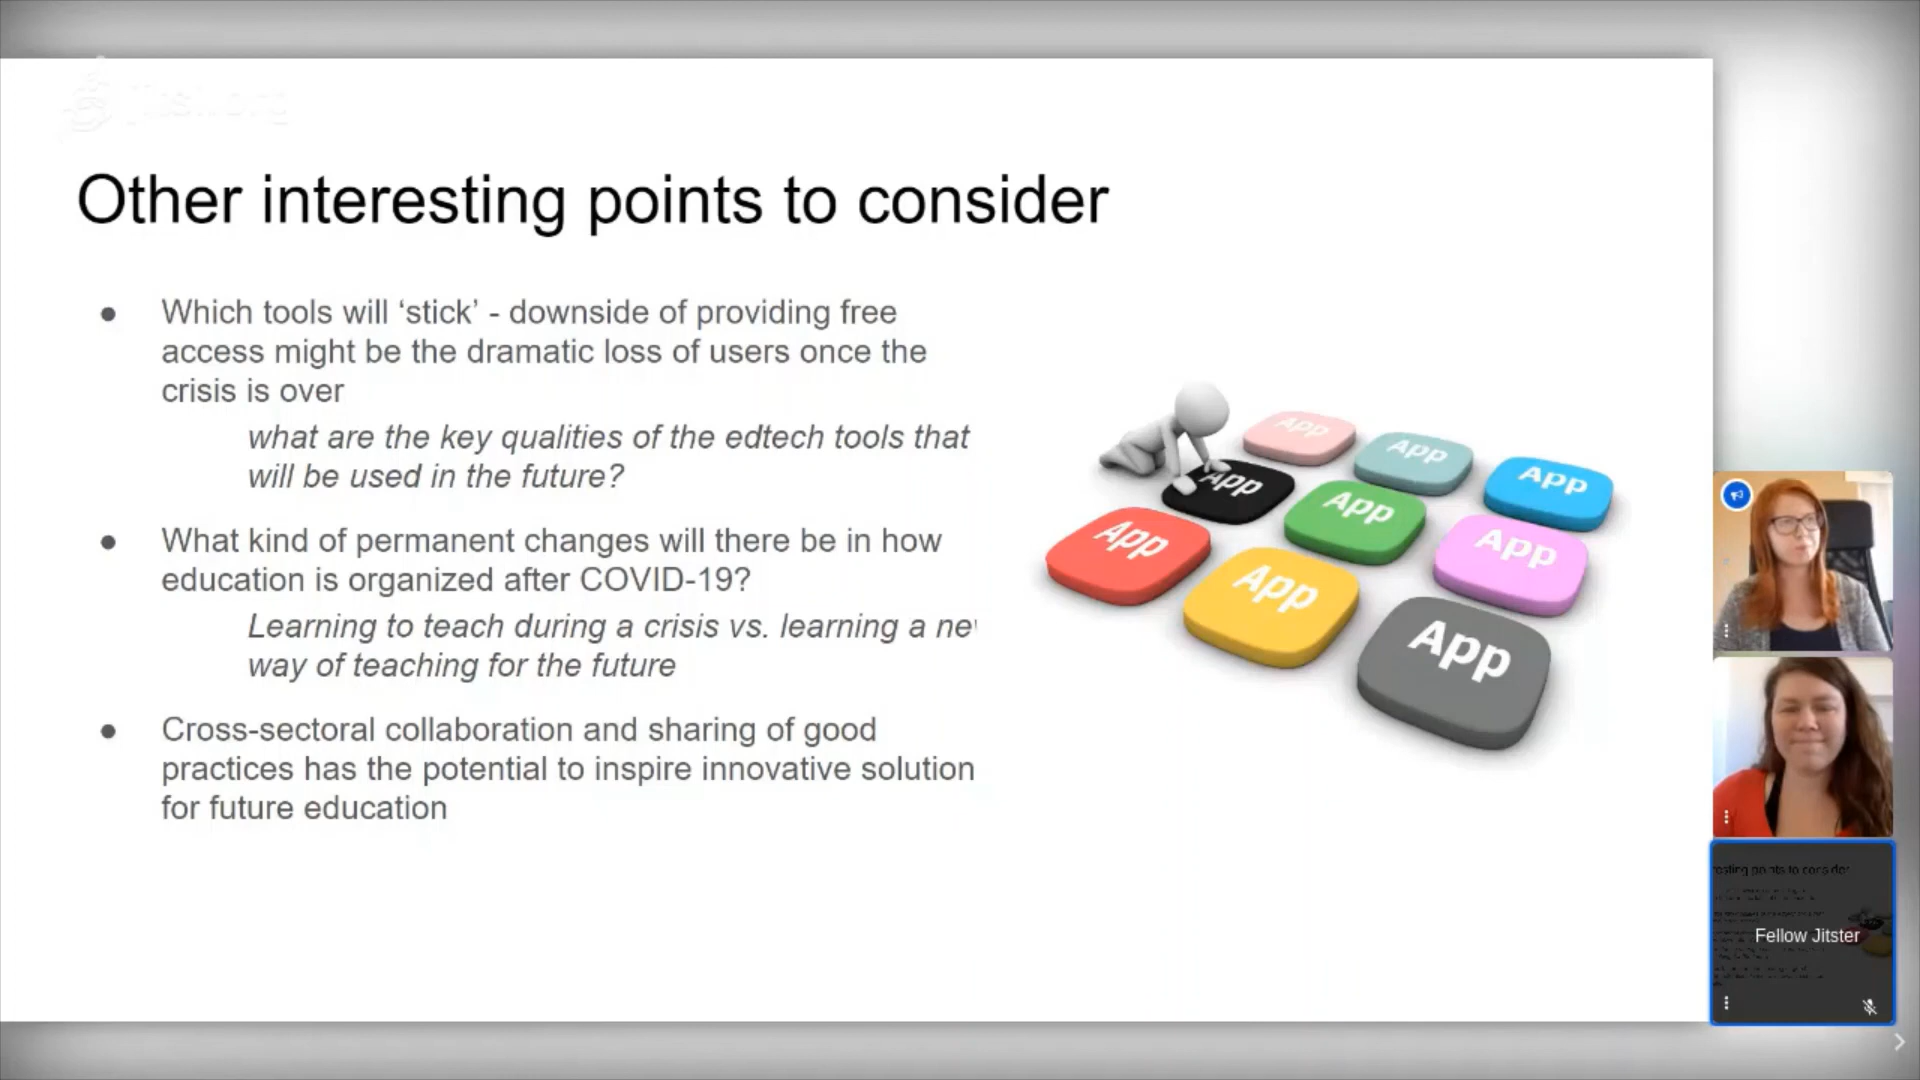 Other interesting points to consider
● Which tools will ‘stick’ - downside of providing free
access might be the dramatic loss of users once the
crisis is over
what are the key qualities of the edtech tools that
will be used in the future?
● What kind of permanent changes will there be in how
education is organized after COVID-19?
Learning to teach during a crisis vs. learning a
way of teaching for the future
● Cross-sectoral collaboration and sharing of good
practices has the potential to inspire innovative solution
for future education
App
App
App
App
App
App
App
App
App
Fellow Jitster